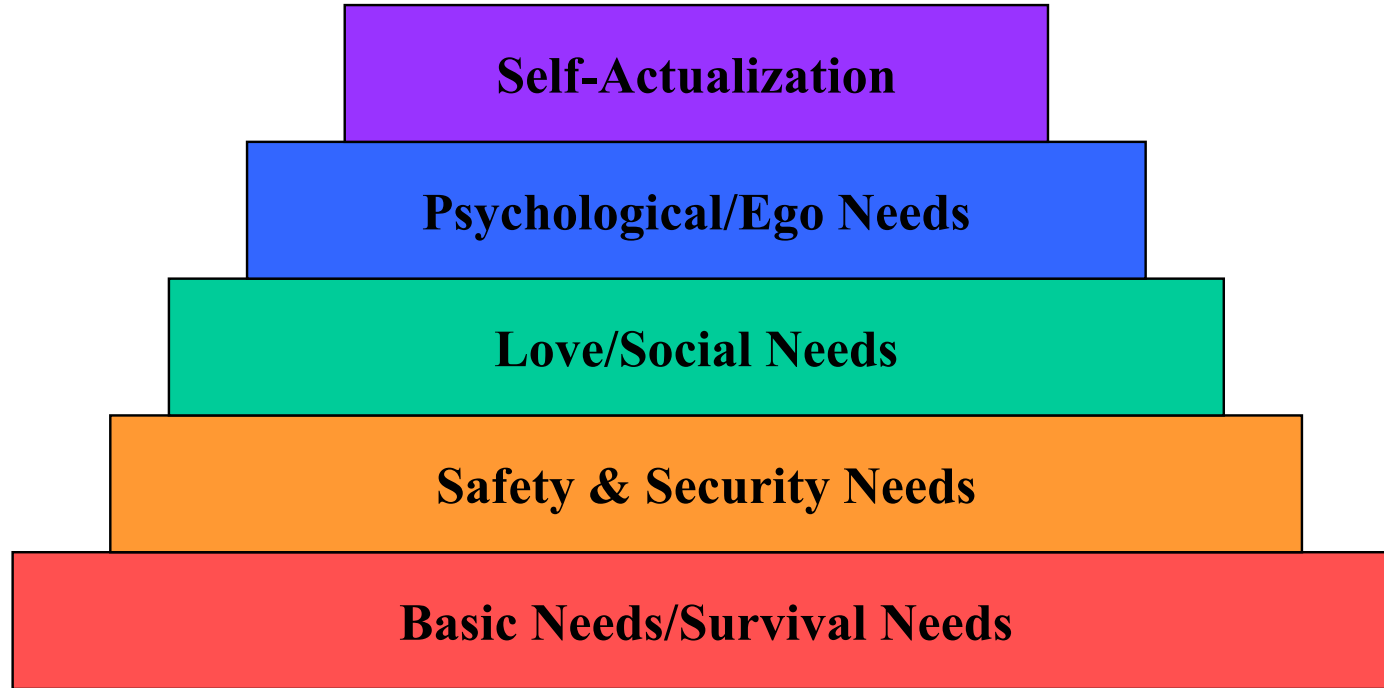 Self-Actualization
Psychological/Ego Needs
Love/Social Needs
Safety & Security Needs
Basic Needs/Survival Needs